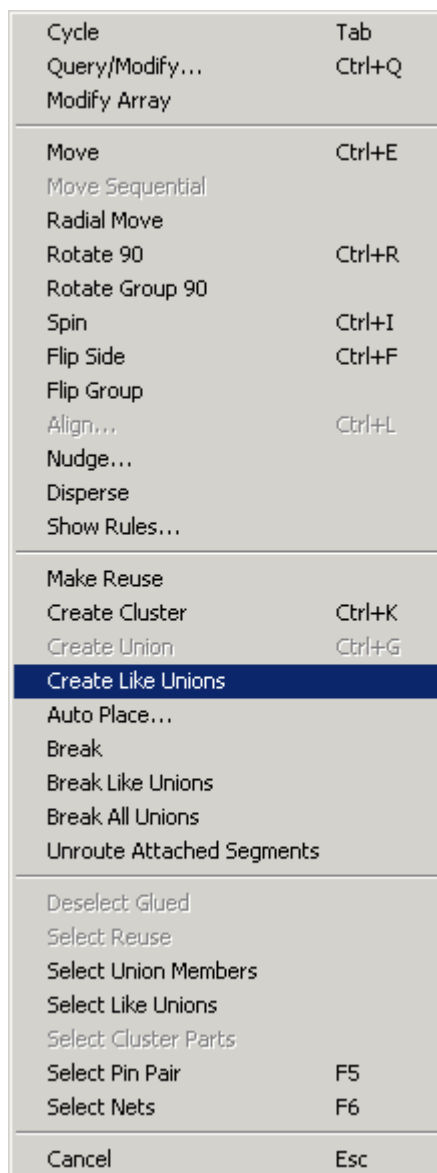 Cycle Tab
Query/Modify... Ctrl+Q
Modify Array
Move Ctrl+E
Move Sequential
Radial Move
Rotate 90 Ctrl+R
Rotate Group 90
Spin Ctrl+I
Flip Side Ctrl+F
Flip Group
Align... Ctrl+L
Nudge...
Disperse
Show Rules...
Make Reuse
Create Cluster Ctrl+K
Create Union Ctrl+G
Create Like Unions
Auto Place...
Break
Break Like Unions
Break All Unions
Unroute Attached Segments
Deselect Glued
Select Reuse
Select Union Members
Select Like Unions
Select Cluster Parts
Select Pin Pair F5
Select Nets F6
Cancel Esc